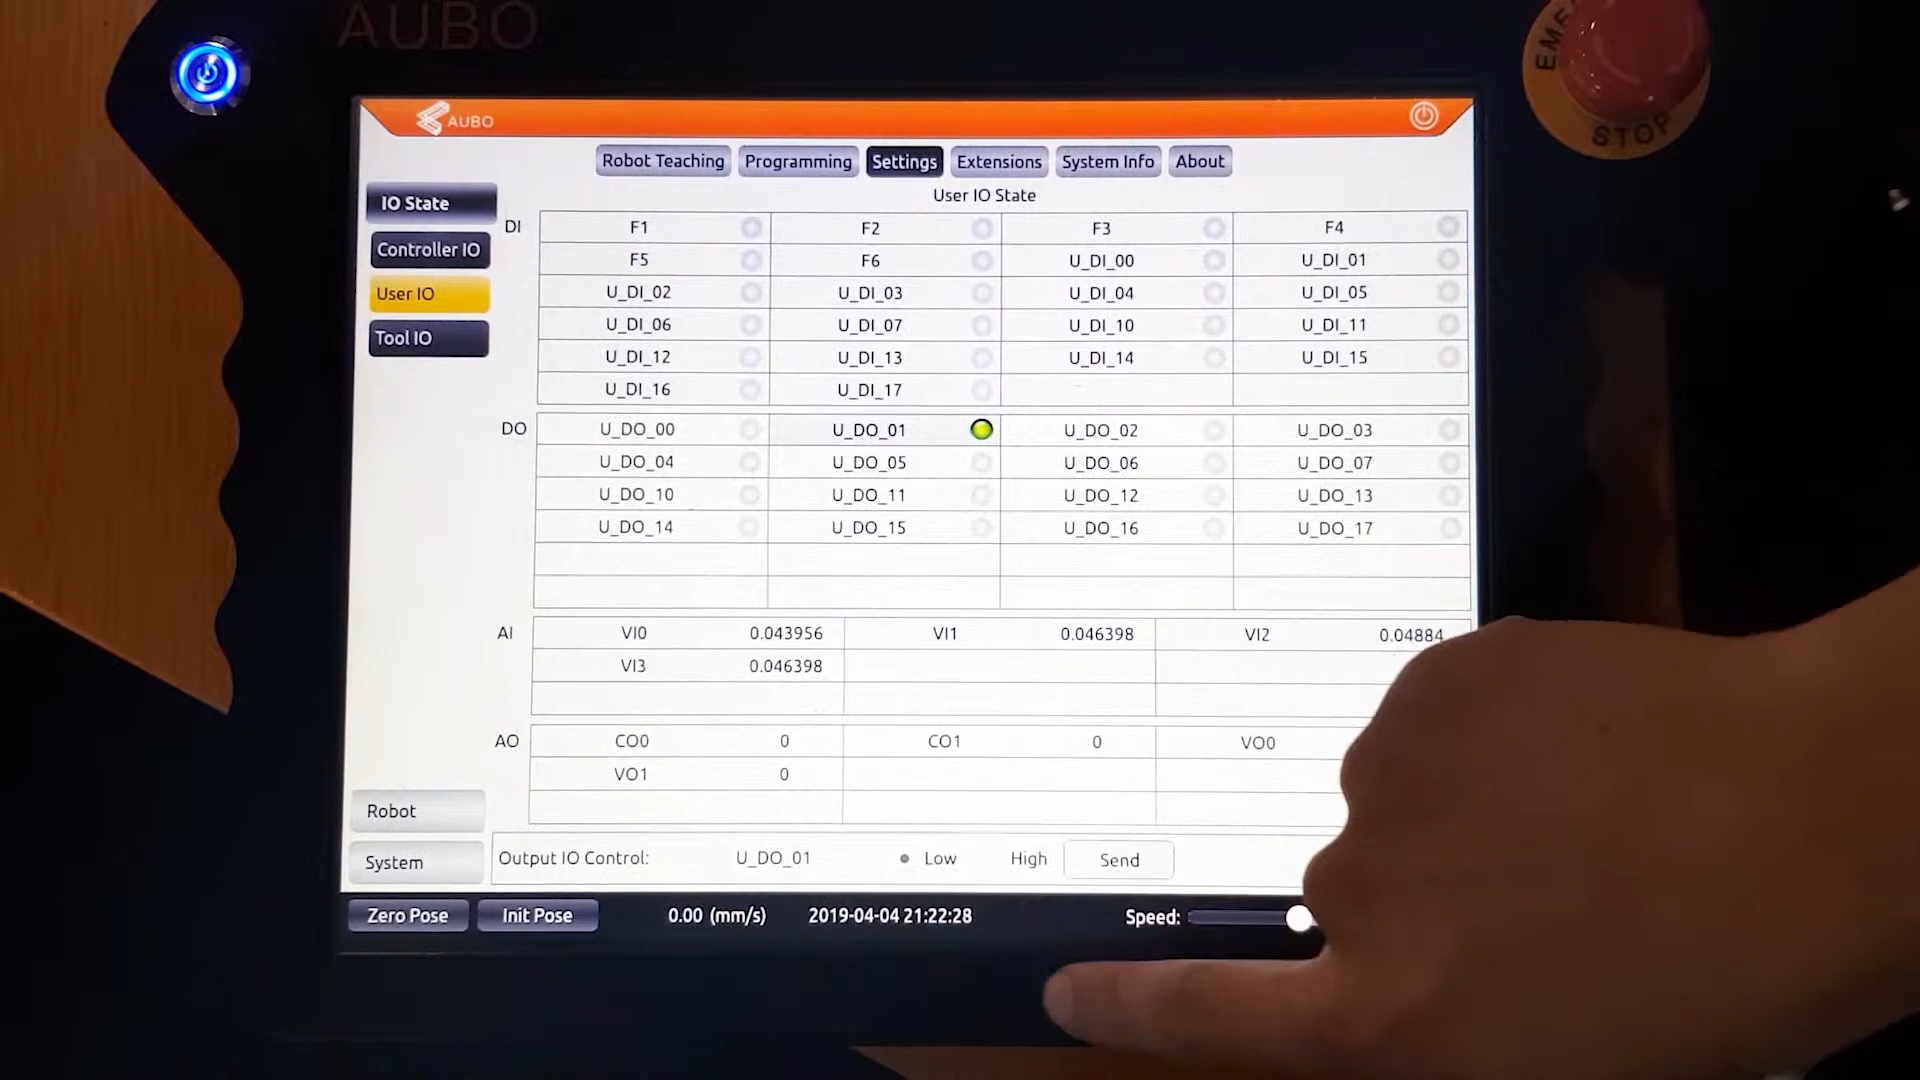 AUBO
EME
STOP
AUBO
Robot Teaching Programming Settings Extensions System Info About
User IO State
IO State
Controller IO
User IO
Tool IO
DI
F1 F2 F3 F4
F5 F6 U_DI_00 U_DI_01
U_DI_02 U_DI_03 U_DI_04 U_DI_05
U_DI_06 U_DI_07 U_DI_10 U_DI_11
U_DI_12 U_DI_13 U_DI_14 U_DI_15
U_DI_16 U_DI_17
DO
U_DO_00 U_DO_01 U_DO_02 U_DO_03
U_DO_04 U_DO_05 U_DO_06 U_DO_07
U_DO_10 U_DO_11 U_DO_12 U_DO_13
U_DO_14 U_DO_15 U_DO_16 U_DO_17
AI
VI0 0.043956 VI1 0.046398 VI2 0.04884
VI3 0.046398
AO
CO0 0 CO1 0 VO0
VO1 0
Robot
System
Output IO Control: U_DO_01 Low High Send
Zero Pose Init Pose 0.00 (mm/s) 2019-04-04 21:22:28 Speed: